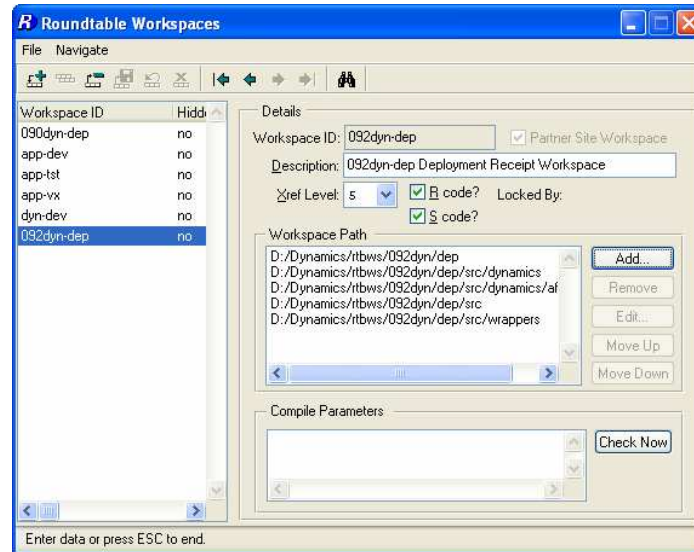 Roundtable Workspaces
File Navigate
Workspace ID Hidd
090dyn-dep no
app-dev no
app-tst no
app-vx no
dyn-dev no
092dyn-dep no
Details
Workspace ID: 092dyn-dep Partner Site Workspace
Description: 092dyn-dep Deployment Receipt Workspace
Xref Level: 5 R code? Locked By:
S code?
Workspace Path
D:/Dynamics/rtbws/092dyn/dep
D:/Dynamics/rtbws/092dyn/dep/src/dynamics
D:/Dynamics/rtbws/092dyn/dep/src/dynamics/af
D:/Dynamics/rtbws/092dyn/dep/src
D:/Dynamics/rtbws/092dyn/dep/src/wrappers
Add...
Remove
Edit...
Move Up
Move Down
Compile Parameters
Check Now
Enter data or press ESC to end.